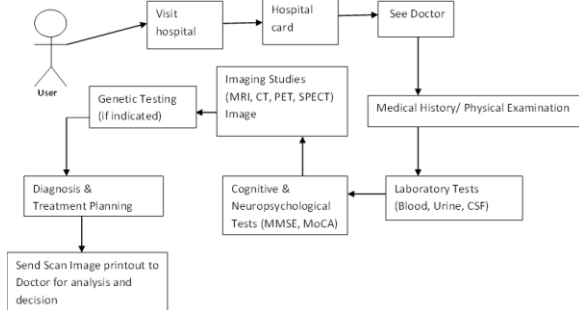 Visit
hospital
Hospital
card
See Doctor
User
Imaging Studies
(MRI, CT, PET, SPECT)
Image
Genetic Testing
(if indicated)
Medical History/ Physical Examination
Diagnosis &
Treatment Planning
Cognitive &
Neuropsychological
Tests (MMSE, MoCA)
Laboratory Tests
(Blood, Urine, CSF)
Send Scan Image printout to
Doctor for analysis and
decision